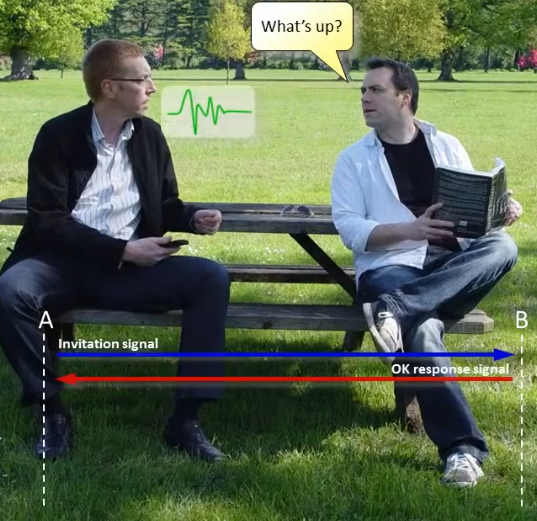 What's up?
A
B
Invitation signal
OK response signal